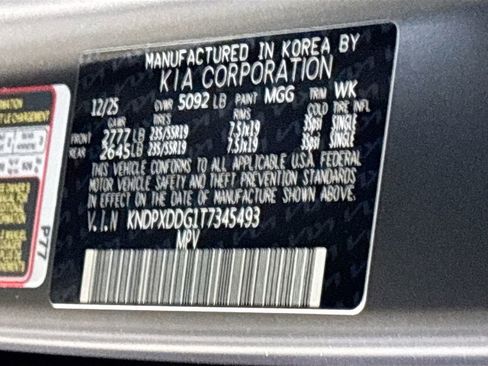 MANUFACTURED IN KOREA BY
KIA CORPORATION
12/25 GVWR 5092 LB PAINT MGG TRIM WK
GAWR TIRES RIMS COLD TIRE INFL
FRONT 2777 LB 235/55R19 7.5Jx19 35psi SINGLE
REAR 2645 LB 235/55R19 7.5Jx19 35psi SINGLE
THIS VEHICLE CONFORMS TO ALL APPLICABLE U.S.A. FEDERAL
MOTOR VEHICLE SAFETY AND THEFT PREVENTION STANDARDS
IN EFFECT ON THE DATE OF MANUFACTURE SHOWN ABOVE.
V.I.N KNDPXDDG1T7345493
MPV
P77